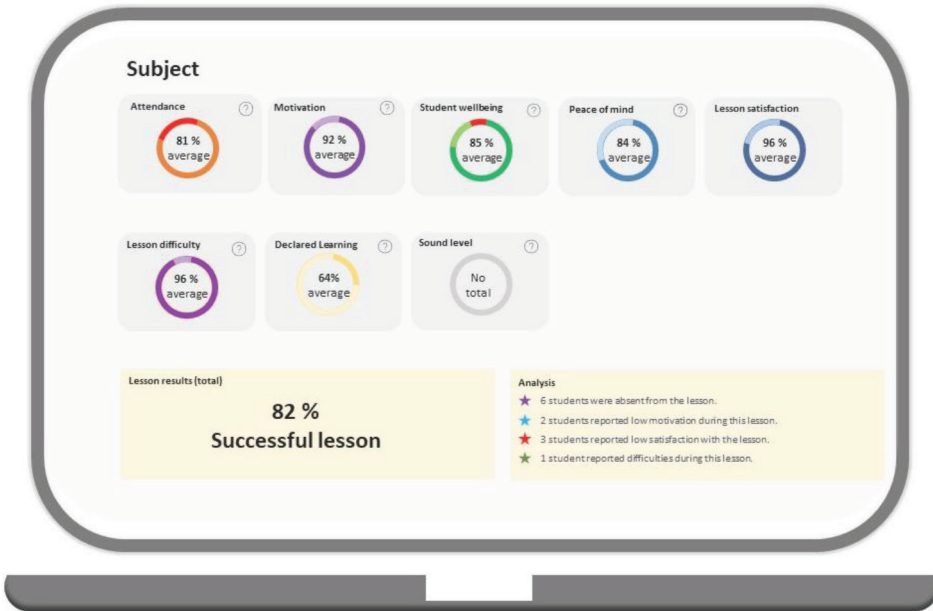 Subject
Attendance ?
81 %
average
Motivation ?
92 %
average
Student wellbeing ?
85 %
average
Peace of mind ?
84 %
average
Lesson satisfaction
96 %
average
Lesson difficulty ?
96 %
average
Declared Learning ?
64%
average
Sound level ?
No
total
Lesson results (total)
82 %
Successful lesson
Analysis
6 students were absent from the lesson.
2 students reported low motivation during this lesson.
3 students reported low satisfaction with the lesson.
1 student reported difficulties during this lesson.